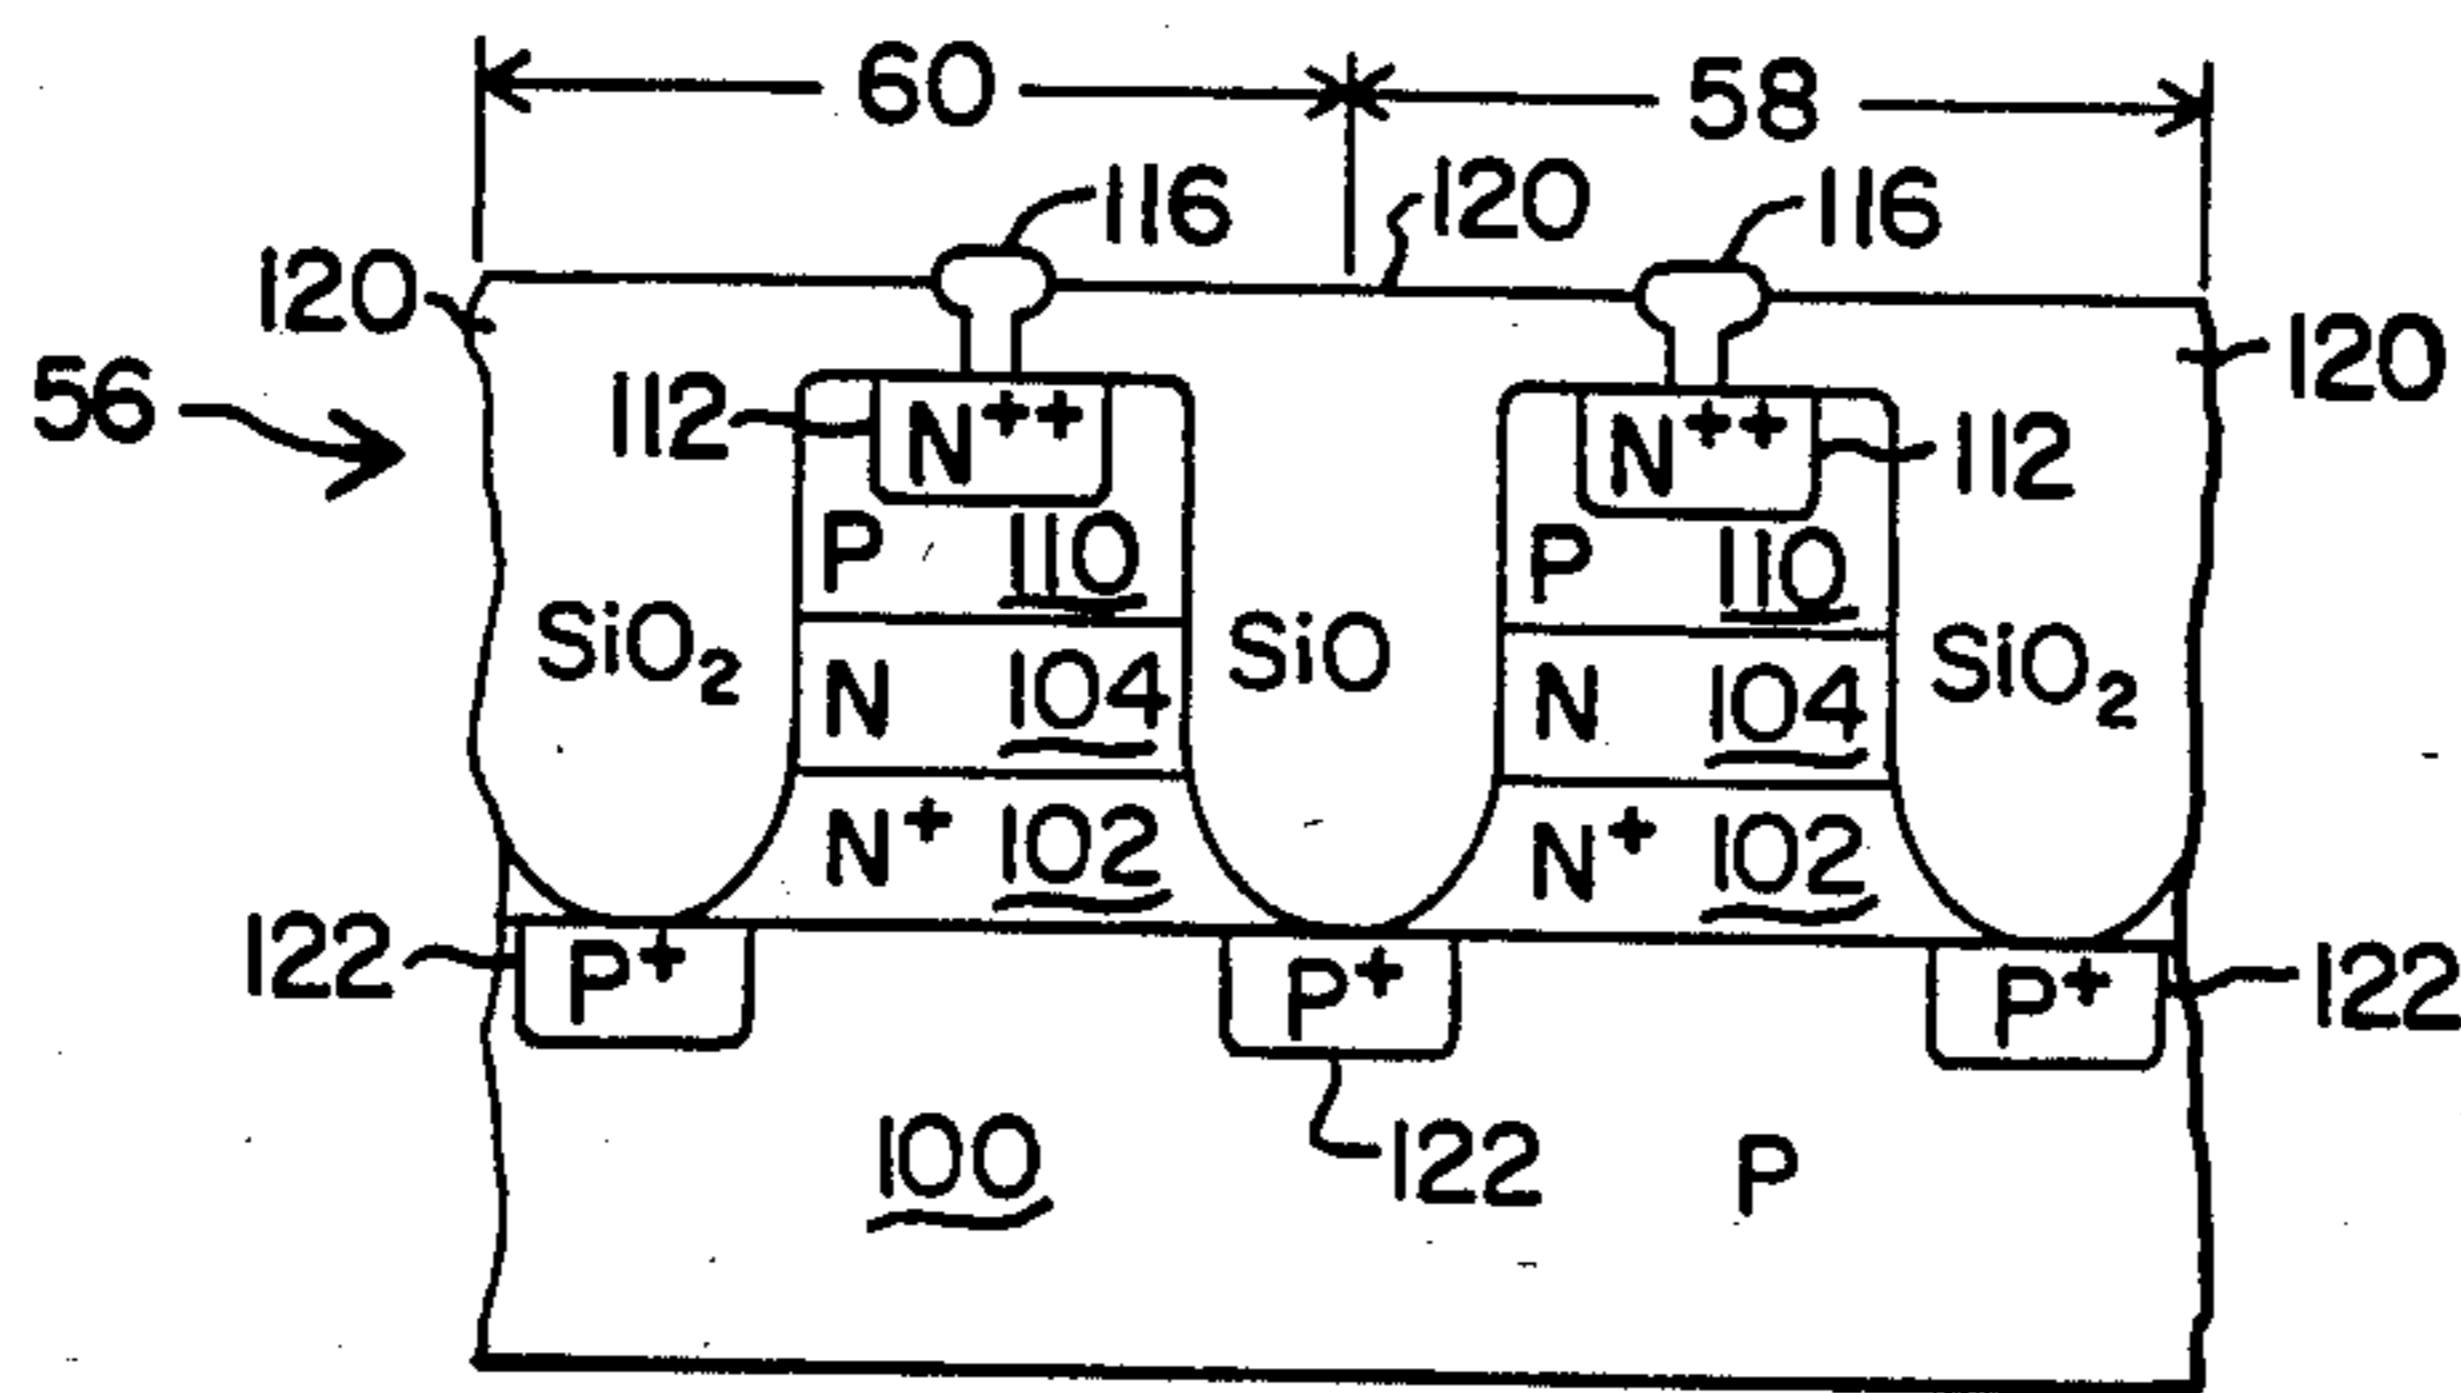 60 58
116 120 116
120 120
56 112 N++ N++ 112
P 110 P 110
SiO2 SiO SiO2
N 104 N 104
N+ 102 N+ 102
122 P+ P+ P+ 122
100 122 P